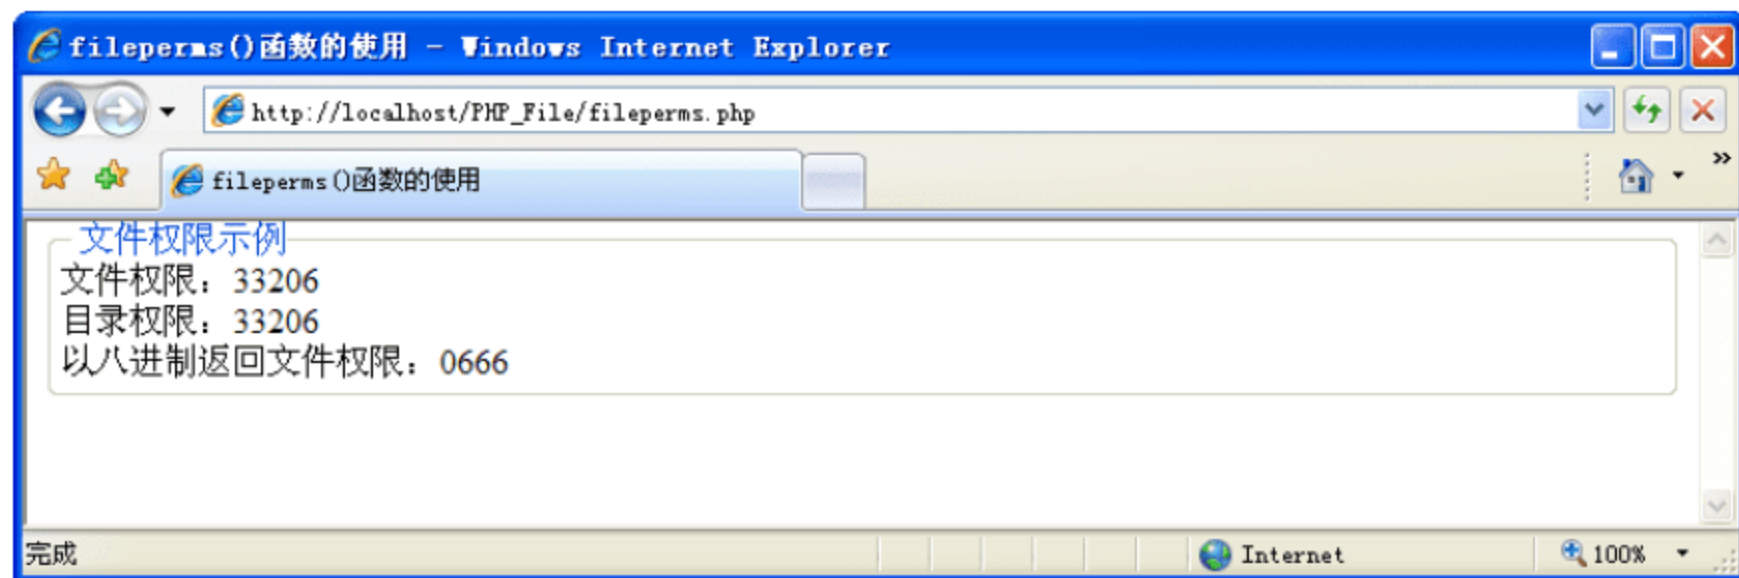 fileperms()函数的使用 - Windows Internet Explorer
http://localhost/PHP_File/fileperms.php
fileperms()函数的使用
»
文件权限示例
文件权限：33206
目录权限：33206
以八进制返回文件权限：0666
完成 Internet 100%